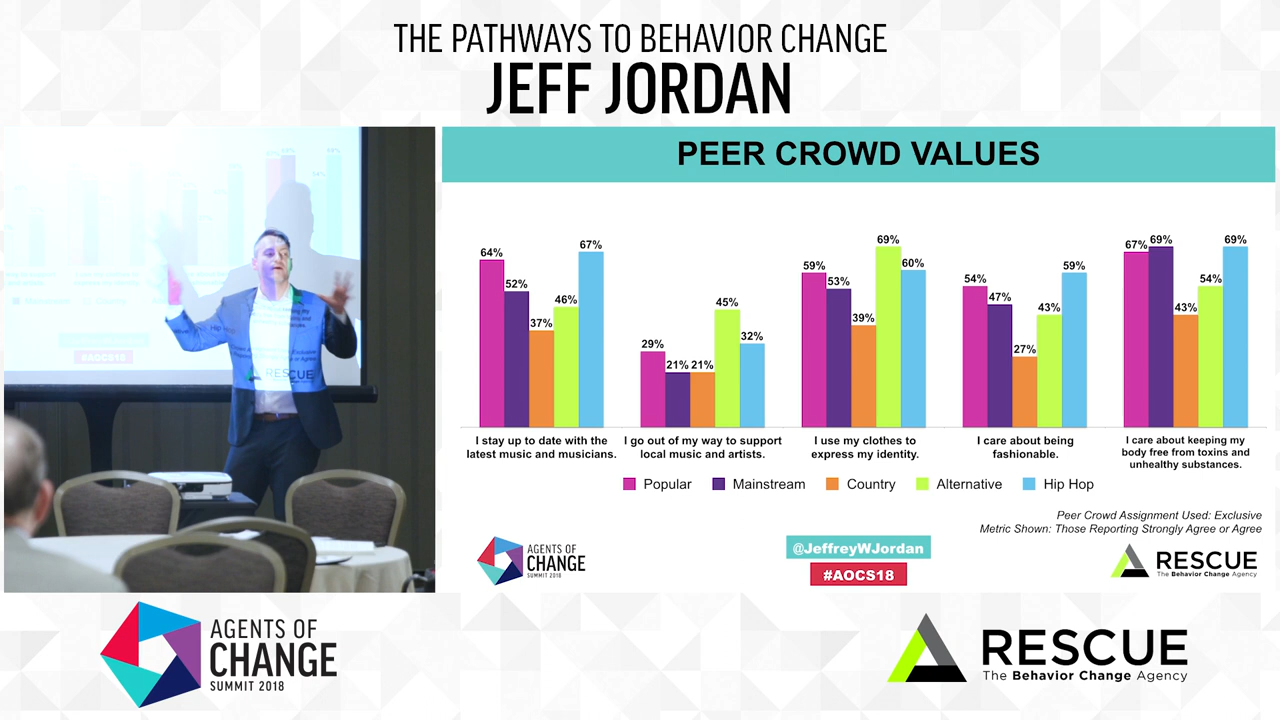 THE PATHWAYS TO BEHAVIOR CHANGE
JEFF JORDAN
PEER CROWD VALUES
64%
52%
37%
46%
67%
29%
21%
21%
45%
32%
59%
53%
39%
69%
60%
54%
47%
27%
43%
59%
67%
69%
43%
54%
69%
I stay up to date with the
latest music and musicians.
I go out of my way to support
local music and artists.
I use my clothes to
express my identity.
I care about being
fashionable.
I care about keeping my
body free from toxins and
unhealthy substances.
Popular
Mainstream
Country
Alternative
Hip Hop
Peer Crowd Assignment Used: Exclusive
Metric Shown: Those Reporting Strongly Agree or Agree
AGENTS OF
CHANGE
SUMMIT 2018
@JeffreyWJordan
#AOCS18
RESCUE
The Behavior Change Agency
#AOCS18
Hip Ho
RESCUE
AGENTS OF
CHANGE
SUMMIT 2018
RESCUE
The Behavior Change Agency